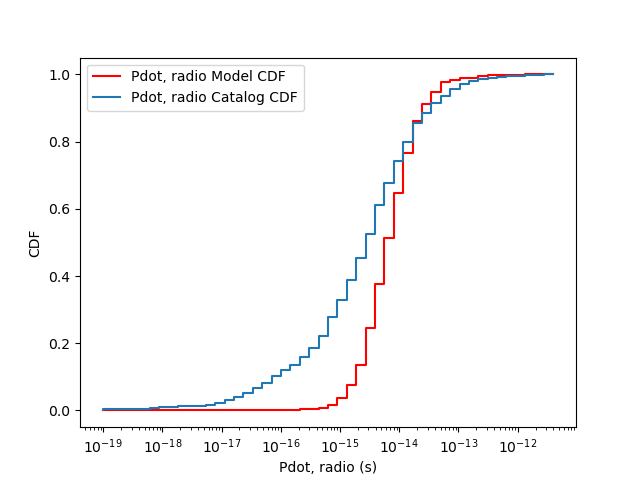 Pdot, radio Model CDF
Pdot, radio Catalog CDF
1.0
0.8
0.6
0.4
0.2
0.0
CDF
10⁻¹⁹ 10⁻¹⁸ 10⁻¹⁷ 10⁻¹⁶ 10⁻¹⁵ 10⁻¹⁴ 10⁻¹³ 10⁻¹²
Pdot, radio (s)